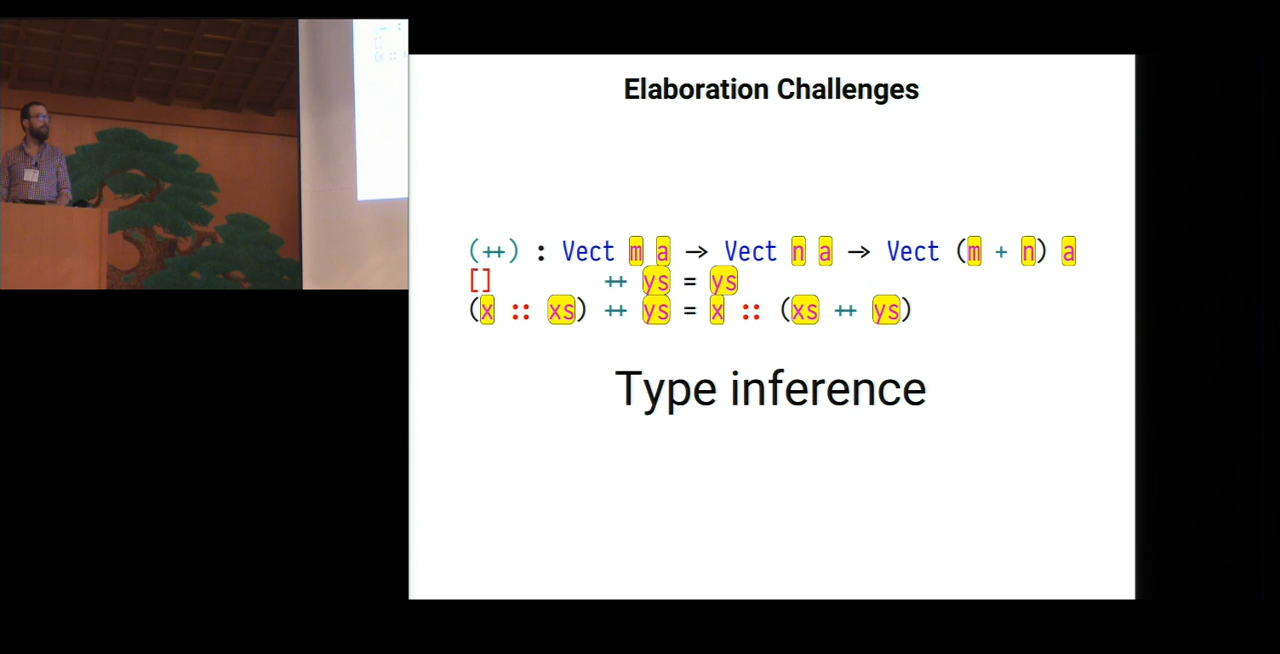 Elaboration Challenges
(++) : Vect m a → Vect n a → Vect (m + n) a
[] ++ ys = ys
(x :: xs) ++ ys = x :: (xs ++ ys)
Type inference